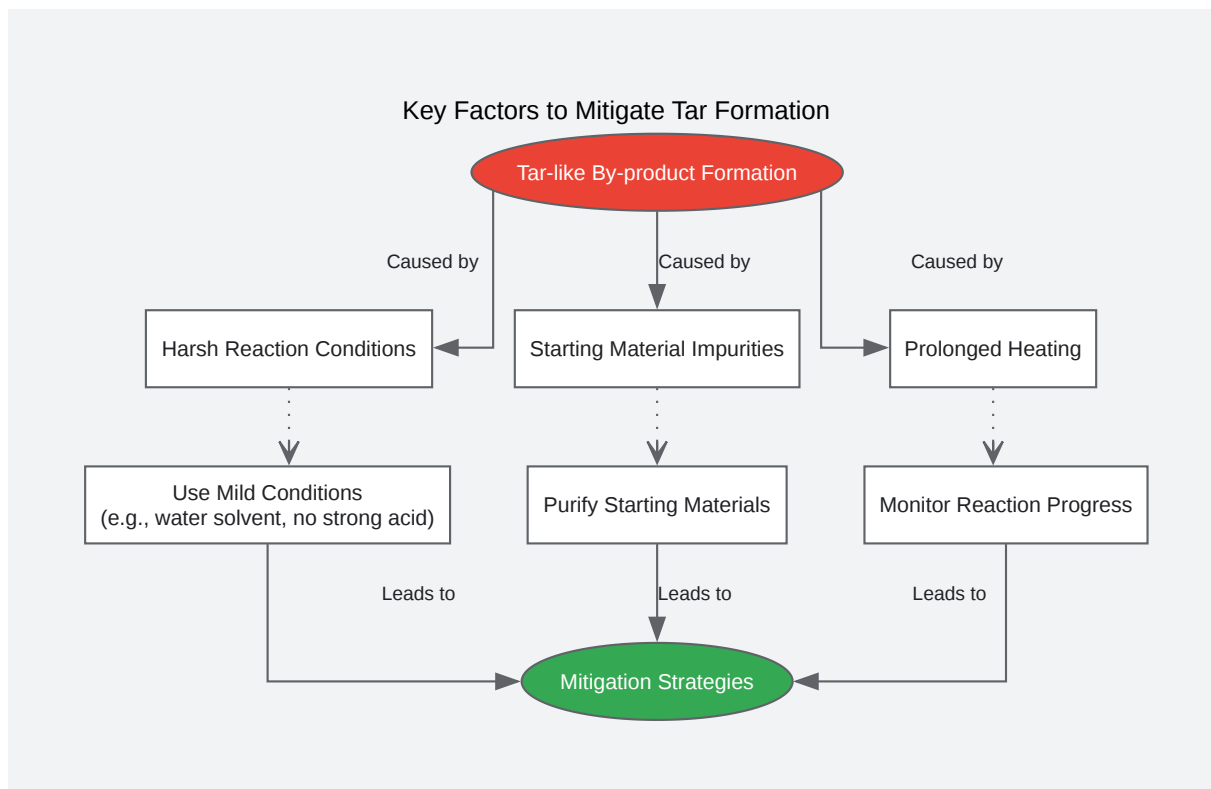 Key Factors to Mitigate Tar Formation
Tar-like By-product Formation
Caused by
Caused by
Caused by
Harsh Reaction Conditions
Starting Material Impurities
Prolonged Heating
Use Mild Conditions
(e.g., water solvent, no strong acid)
Purify Starting Materials
Monitor Reaction Progress
Leads to
Leads to
Leads to
Mitigation Strategies